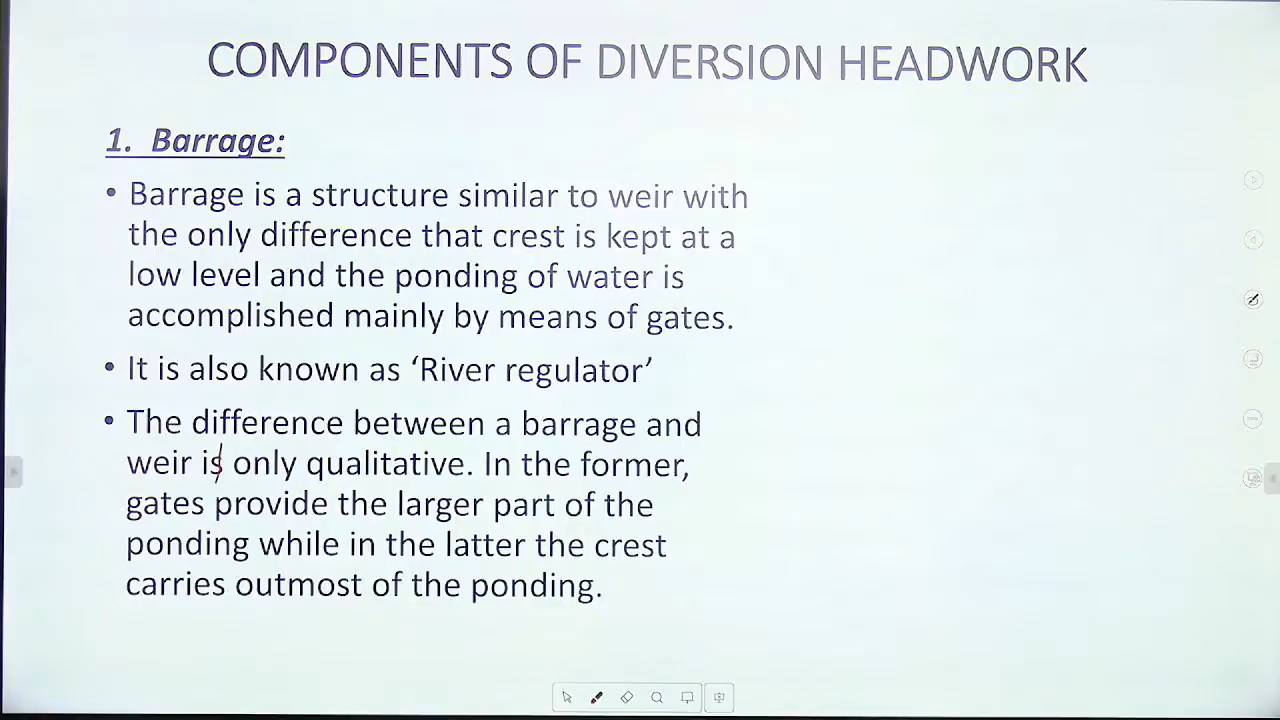 COMPONENTS OF DIVERSION HEADWORK
1. Barrage:
• Barrage is a structure similar to weir with
the only difference that crest is kept at a
low level and the ponding of water is
accomplished mainly by means of gates.
• It is also known as ‘River regulator’
• The difference between a barrage and
weir is only qualitative. In the former,
gates provide the larger part of the
ponding while in the latter the crest
carries outmost of the ponding.